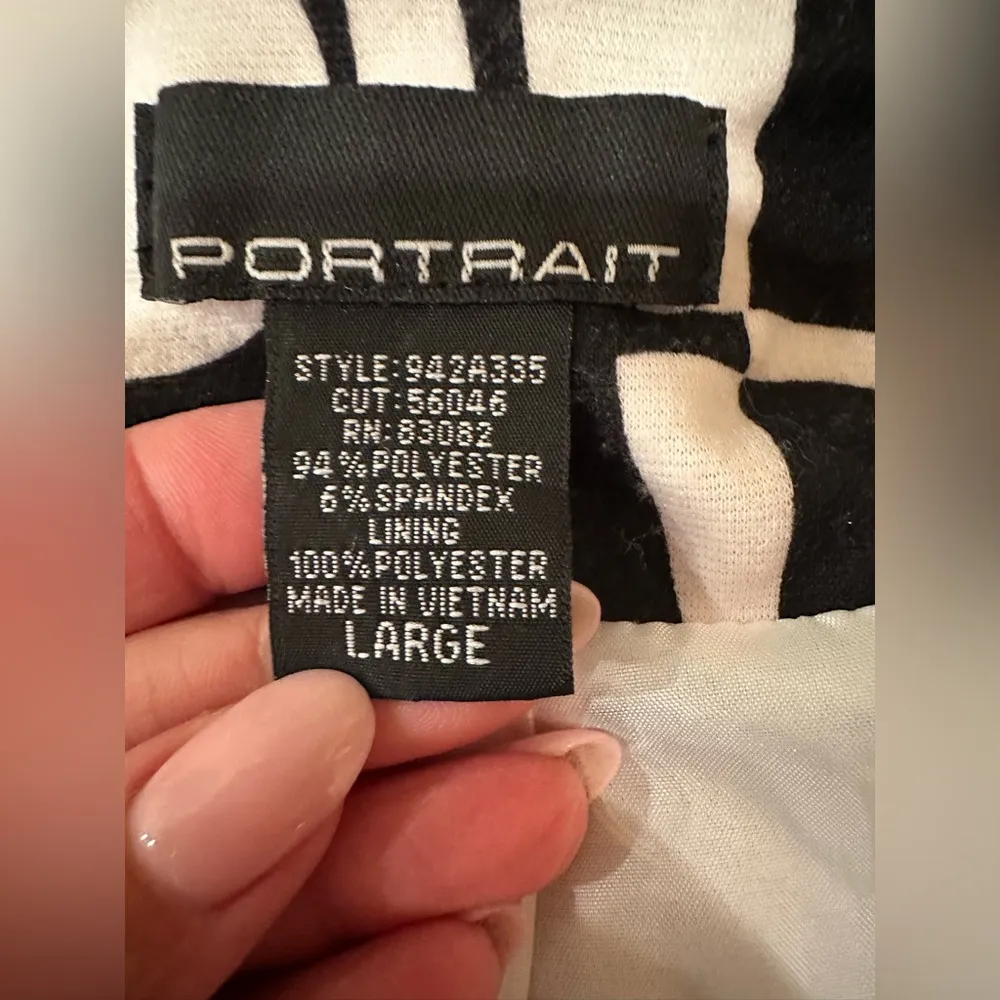 PORTRAIT
STYLE:942A335
CUT:56046
RN:83082
94%POLYESTER
6%SPANDEX
LINING
100%POLYESTER
MADE IN VIETNAM
LARGE